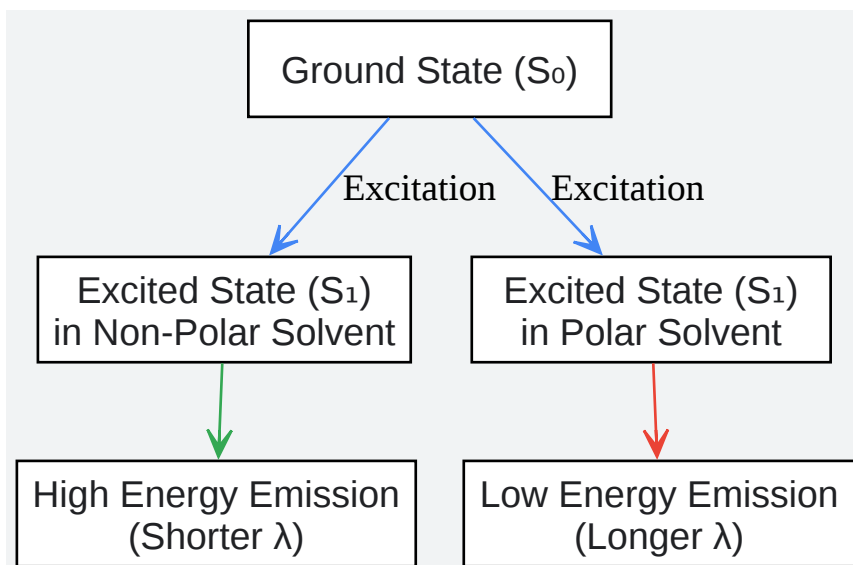 Ground State (S₀)
Excitation
Excitation
Excited State (S₁)
in Non-Polar Solvent
Excited State (S₁)
in Polar Solvent
High Energy Emission
(Shorter λ)
Low Energy Emission
(Longer λ)